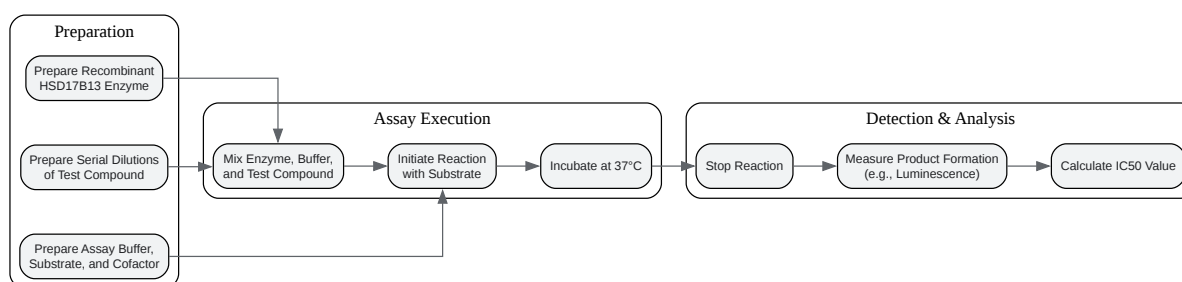 Preparation
Prepare Recombinant
HSD17B13 Enzyme
Prepare Serial Dilutions
of Test Compound
Prepare Assay Buffer,
Substrate, and Cofactor
Assay Execution
Mix Enzyme, Buffer,
and Test Compound
Initiate Reaction
with Substrate
Incubate at 37°C
Detection & Analysis
Stop Reaction
Measure Product Formation
(e.g., Luminescence)
Calculate IC50 Value